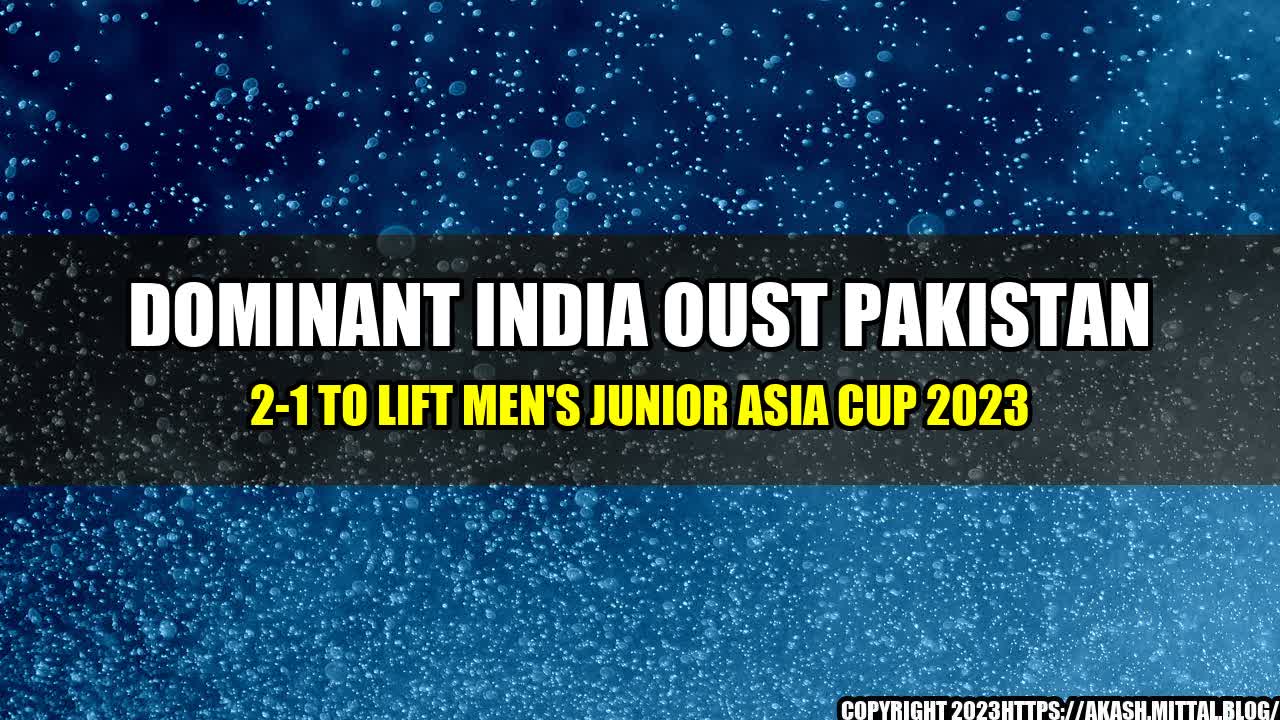 DOMINANT INDIA OUST PAKISTAN
2-1 TO LIFT MEN'S JUNIOR ASIA CUP 2023
COPYRIGHT 2023HTTPS://AKASH.MITTAL.BLOG/